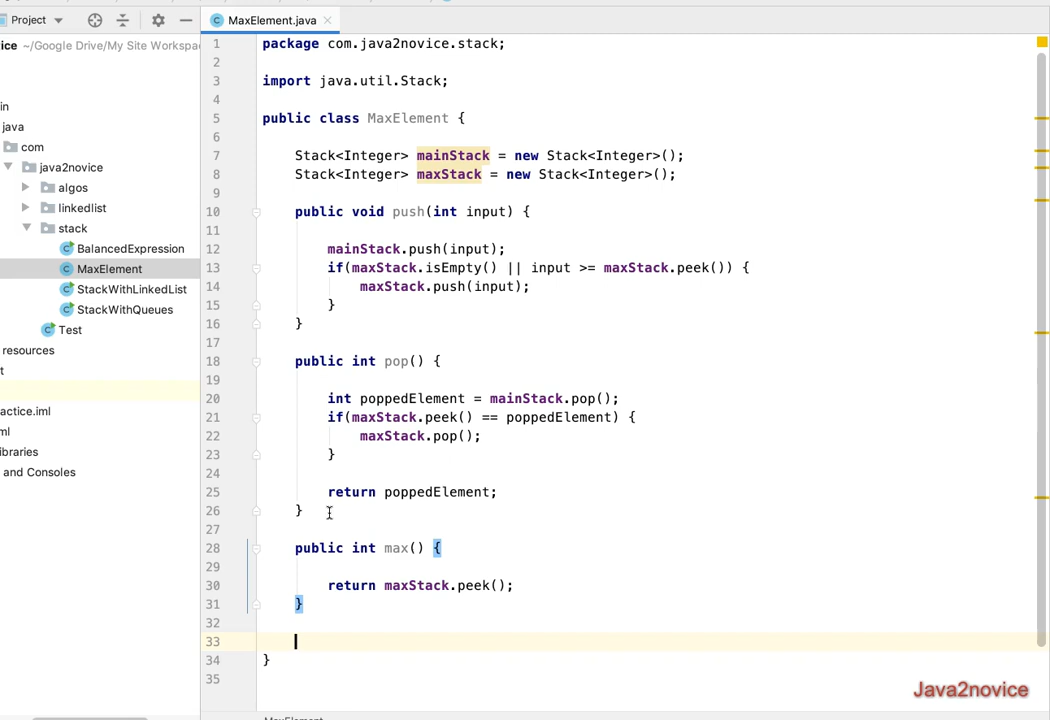 Project
MaxElement.java
ice ~/Google Drive/My Site Workspa
in
java
com
java2novice
algos
linkedlist
stack
BalancedExpression
MaxElement
StackWithLinkedList
StackWithQueues
Test
resources
t
actice.iml
ml
ibraries
and Consoles
1 package com.java2novice.stack;
2
3 import java.util.Stack;
4
5 public class MaxElement {
6
7 Stack<Integer> mainStack = new Stack<Integer>();
8 Stack<Integer> maxStack = new Stack<Integer>();
9
10 public void push(int input) {
11
12 mainStack.push(input);
13 if(maxStack.isEmpty() || input >= maxStack.peek()) {
14 maxStack.push(input);
15 }
16 }
17
18 public int pop() {
19
20 int poppedElement = mainStack.pop();
21 if(maxStack.peek() == poppedElement) {
22 maxStack.pop();
23 }
24
25 return poppedElement;
26 }
27
28 public int max() {
29
30 return maxStack.peek();
31 }
32
33
34 }
35
Java2novice
MaxElement